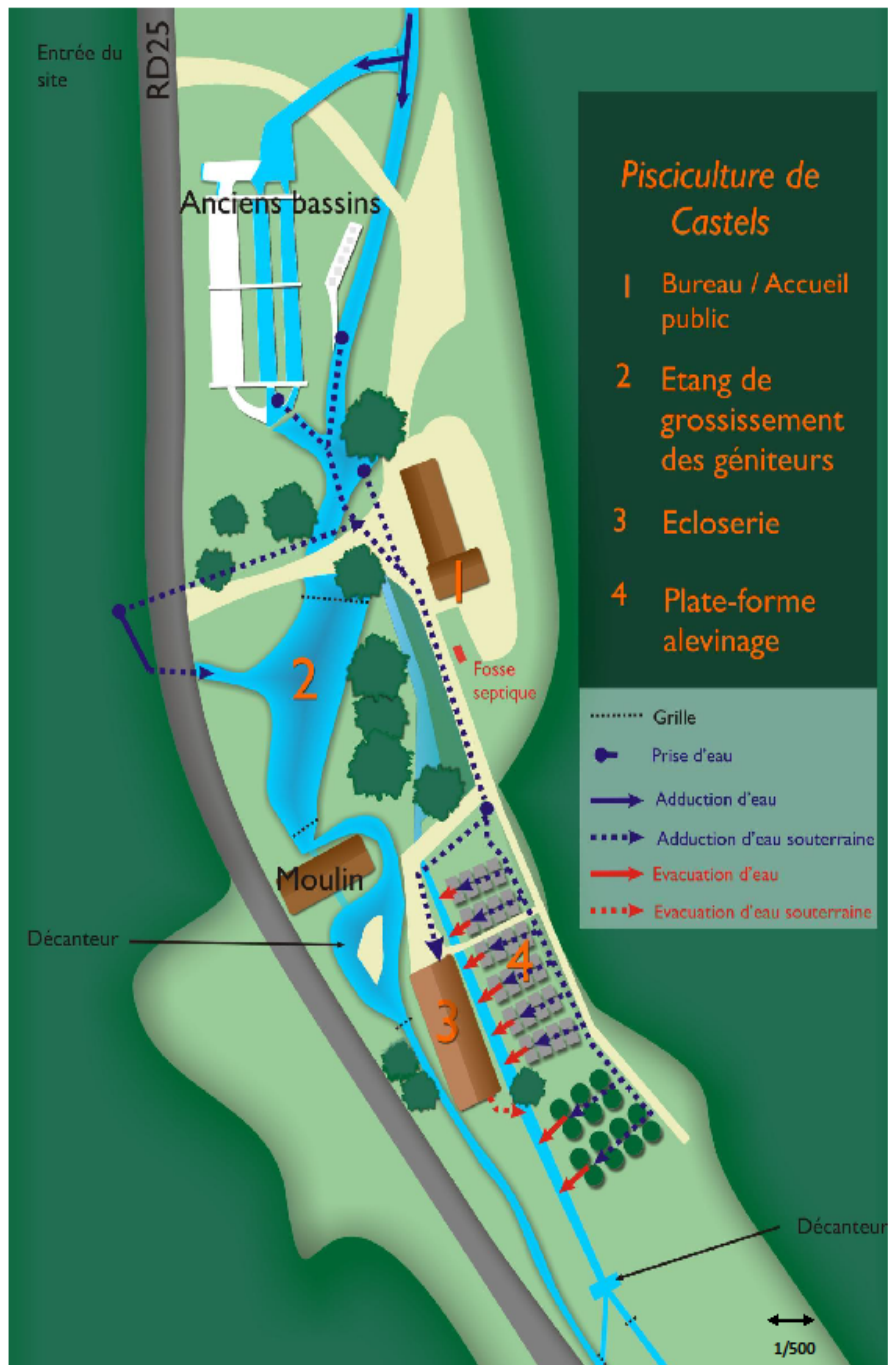 Entrée du
site
RD25
Anciens bassins
Pisciculture de
Castels
1 Bureau / Accueil
public
2 Etang de
grossissement
des géniteurs
3 Ecloserie
4 Plate-forme
alevinage
Grille
Prise d'eau
Adduction d'eau
Adduction d'eau souterraine
Evacuation d'eau
Evacuation d'eau souterraine
1
2
Fosse
septique
Moulin
Décanteur
4
3
Décanteur
1/500